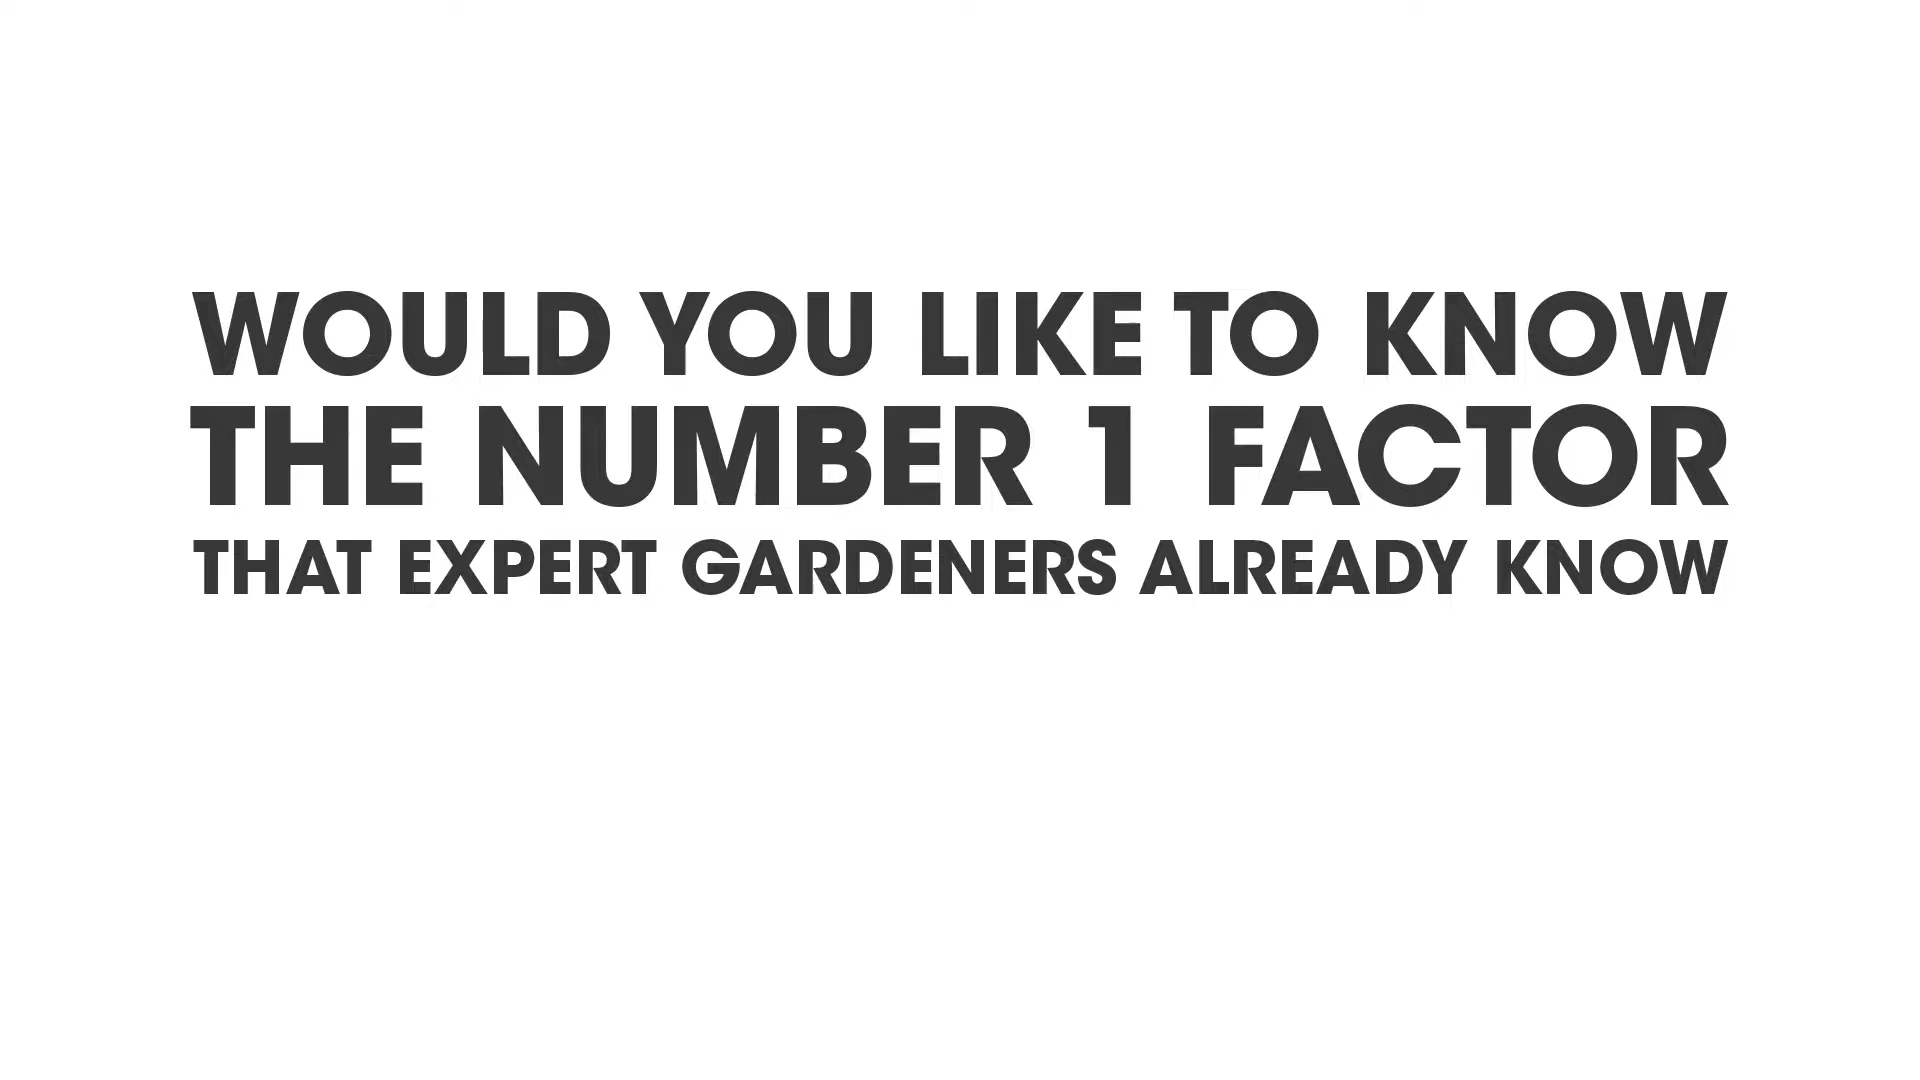 WOULD YOU LIKE TO KNOW
THE NUMBER 1 FACTOR
THAT EXPERT GARDENERS ALREADY KNOW